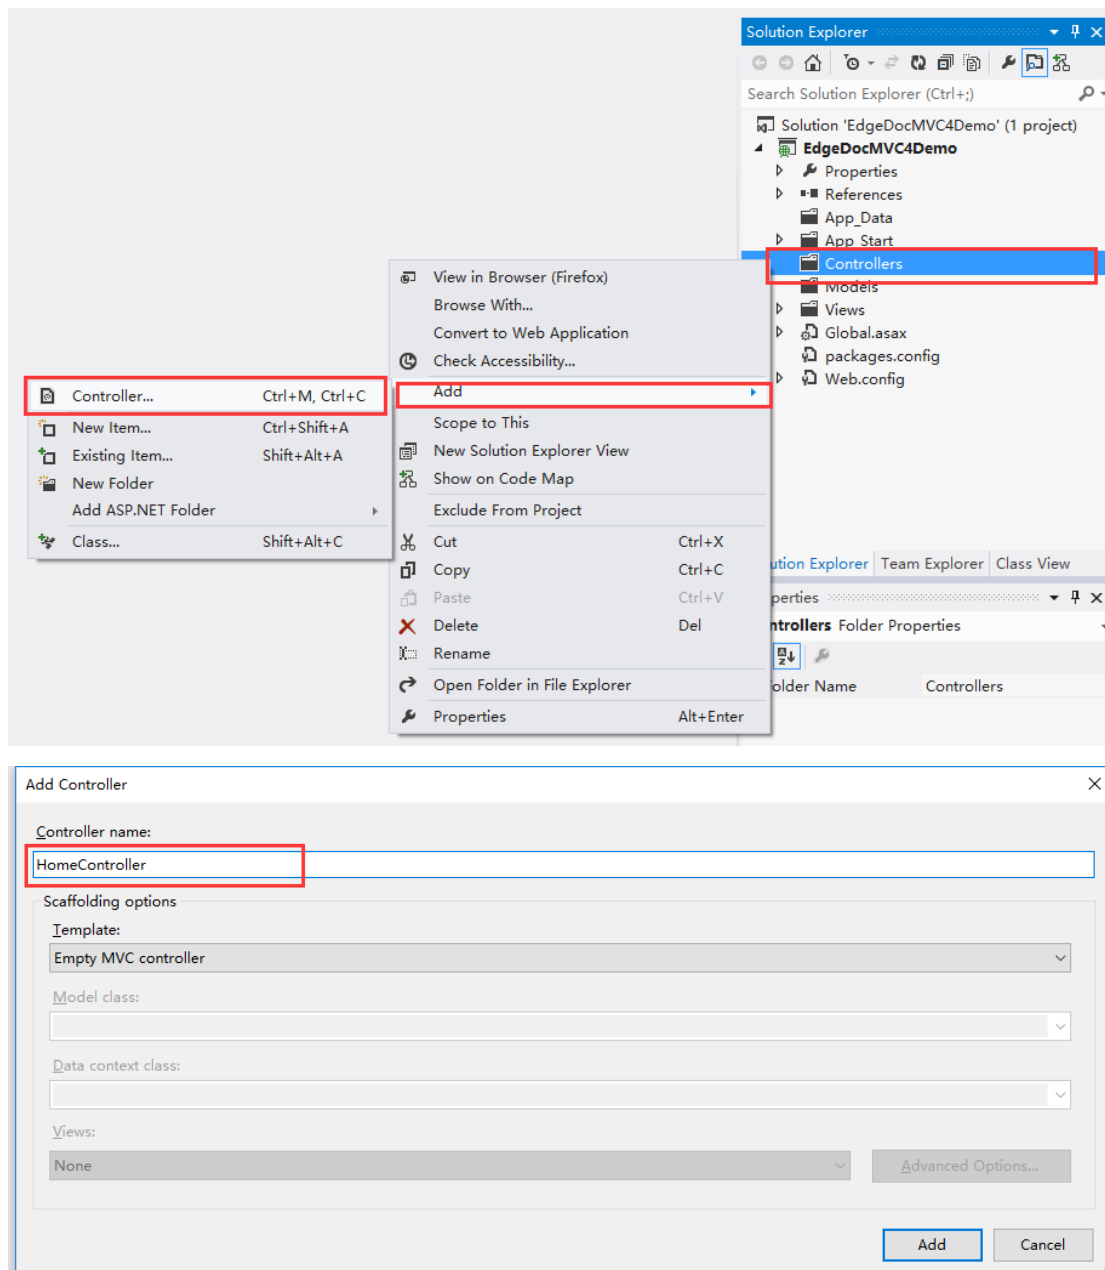 Solution Explorer
Search Solution Explorer (Ctrl+;)
Solution 'EdgeDocMVC4Demo' (1 project)
EdgeDocMVC4Demo
Properties
References
App_Data
App_Start
Controllers
Models
Views
Global.asax
packages.config
Web.config
View in Browser (Firefox)
Browse With...
Convert to Web Application
Check Accessibility...
Add
Scope to This
New Solution Explorer View
Show on Code Map
Exclude From Project
Cut Ctrl+X
Copy Ctrl+C
Paste Ctrl+V
Delete Del
Rename
Open Folder in File Explorer
Properties Alt+Enter
Controller... Ctrl+M, Ctrl+C
New Item... Ctrl+Shift+A
Existing Item... Shift+Alt+A
New Folder
Add ASP.NET Folder
Class... Shift+Alt+C
ution Explorer Team Explorer Class View
perties
ntrollers Folder Properties
older Name Controllers
Add Controller
Controller name:
HomeController
Scaffolding options
Template:
Empty MVC controller
Model class:
Data context class:
Views:
None
Advanced Options...
Add Cancel